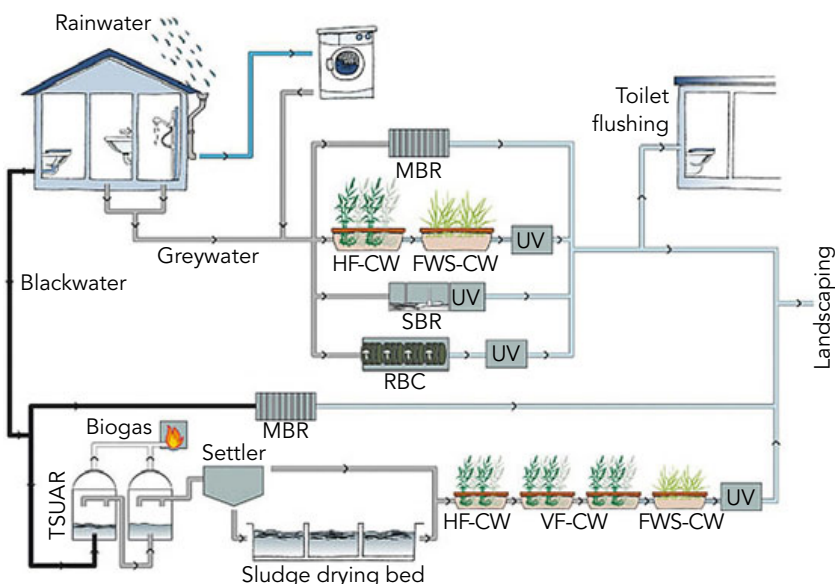 Rainwater
Toilet
flushing
MBR
Greywater
HF-CW
FWS-CW
UV
Blackwater
SBR
UV
Landscaping
RBC
UV
MBR
Biogas
TSUAR
Settler
HF-CW
VF-CW
FWS-CW
UV
Sludge drying bed